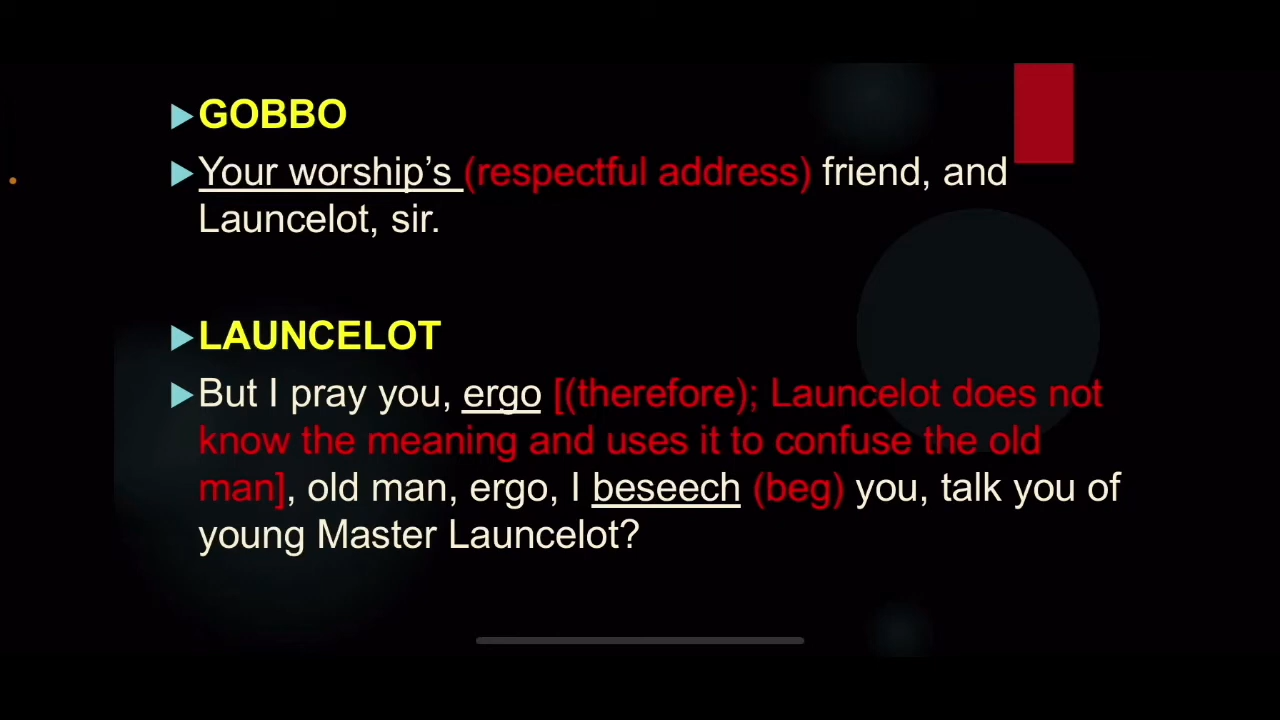 GOBBO
Your worship's (respectful address) friend, and
Launcelot, sir.
LAUNCELOT
But I pray you, ergo [(therefore); Launcelot does not
know the meaning and uses it to confuse the old
man], old man, ergo, I beseech (beg) you, talk you of
young Master Launcelot?